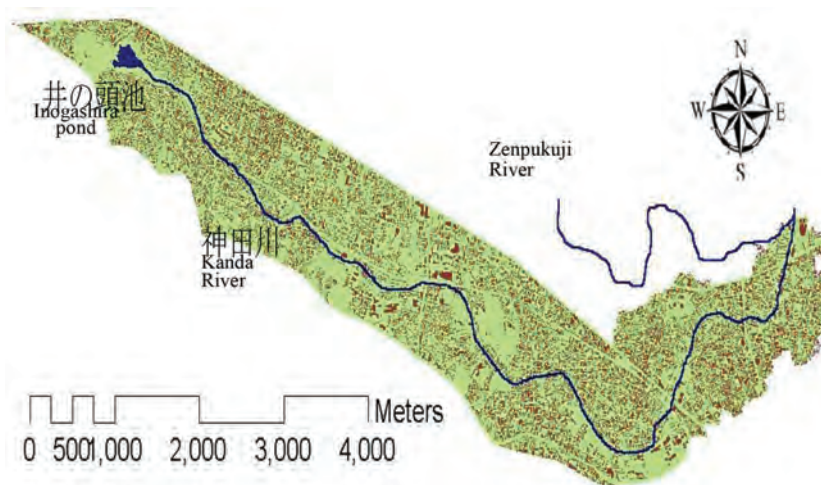 井の頭池
Inogashira
pond
神田川
Kanda
River
Zenpukuji
River
N
W E
S
Meters
0 500 1,000 2,000 3,000 4,000